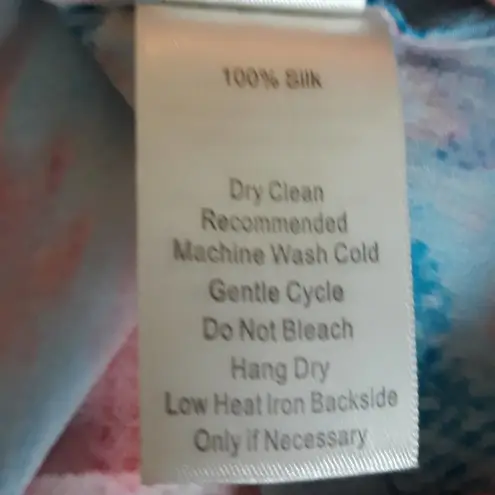 100% Silk
Dry Clean
Recommended
Machine Wash Cold
Gentle Cycle
Do Not Bleach
Hang Dry
Low Heat Iron Backside
Only if Necessary